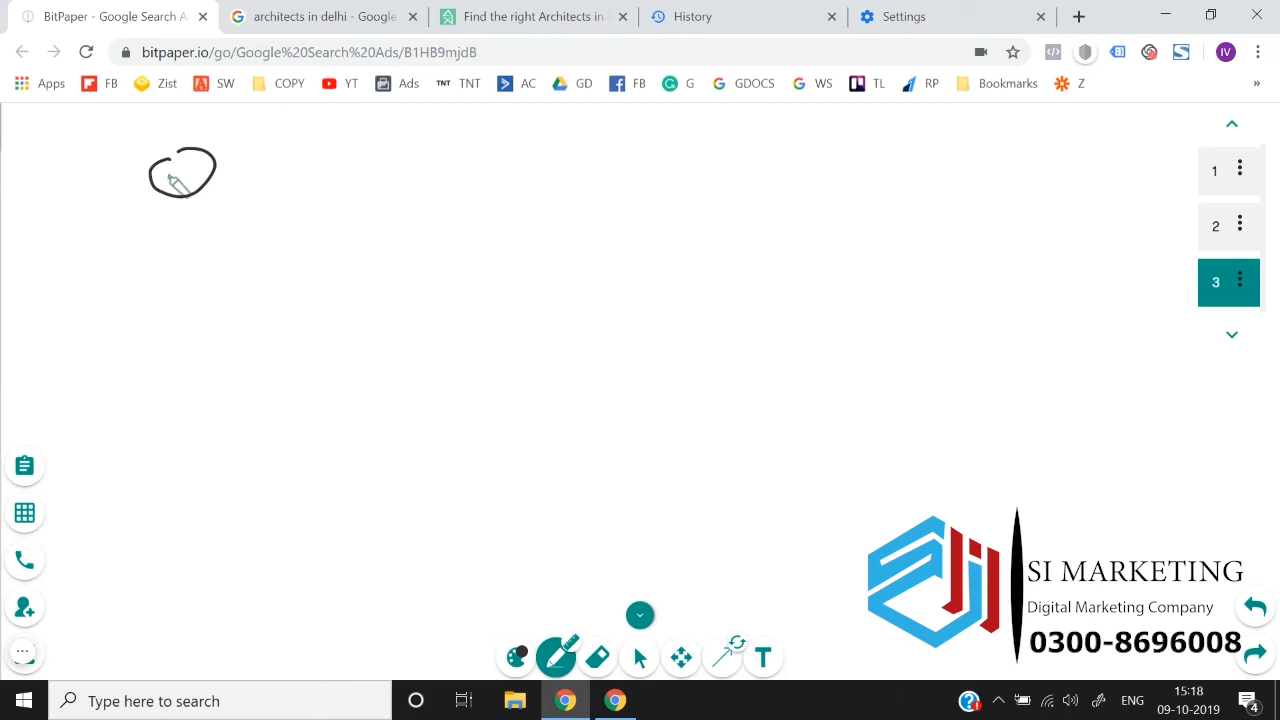 BitPaper - Google Search A
architects in delhi - Google
Find the right Architects in
History
Settings
bitpaper.io/go/Google%20Search%20Ads/B1HB9mjdB
IV
Apps
FB
Zist
SW
COPY
YT
Ads
TNT TNT
AC
GD
FB
G
GDOCS
WS
TL
RP
Bookmarks
Z
»
1
2
3
SI MARKETING
Digital Marketing Company
0300-8696008
T
Type here to search
ENG
15:18
09-10-2019
4